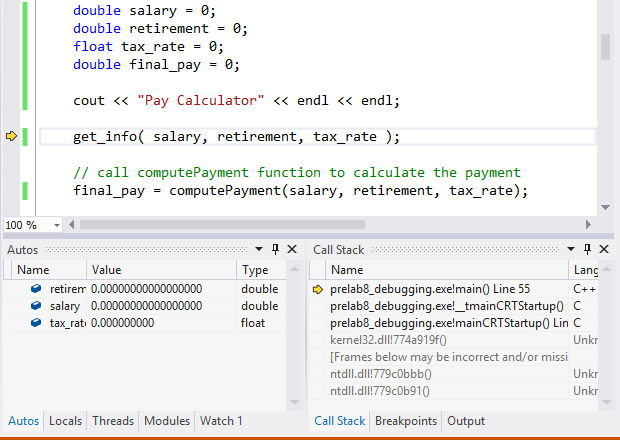 double salary = 0;
double retirement = 0;
float tax_rate = 0;
double final_pay = 0;
cout << "Pay Calculator" << endl << endl;
get_info( salary, retirement, tax_rate );
// call computePayment function to calculate the payment
final_pay = computePayment(salary, retirement, tax_rate);
100 %
Autos
Name Value Type
retirem 0.00000000000000000 double
salary 0.00000000000000000 double
tax_rat 0.000000000 float
Autos Locals Threads Modules Watch 1
Call Stack
Name Lang
prelab8_debugging.exe!main() Line 55 C++
prelab8_debugging.exe!__tmainCRTStartup() C
prelab8_debugging.exe!mainCRTStartup() Lin C
kernel32.dll!774a919f() Unkr
[Frames below may be incorrect and/or missi
ntdll.dll!779c0bbb() Unkr
ntdll.dll!779c0b91() Unkr
Call Stack Breakpoints Output